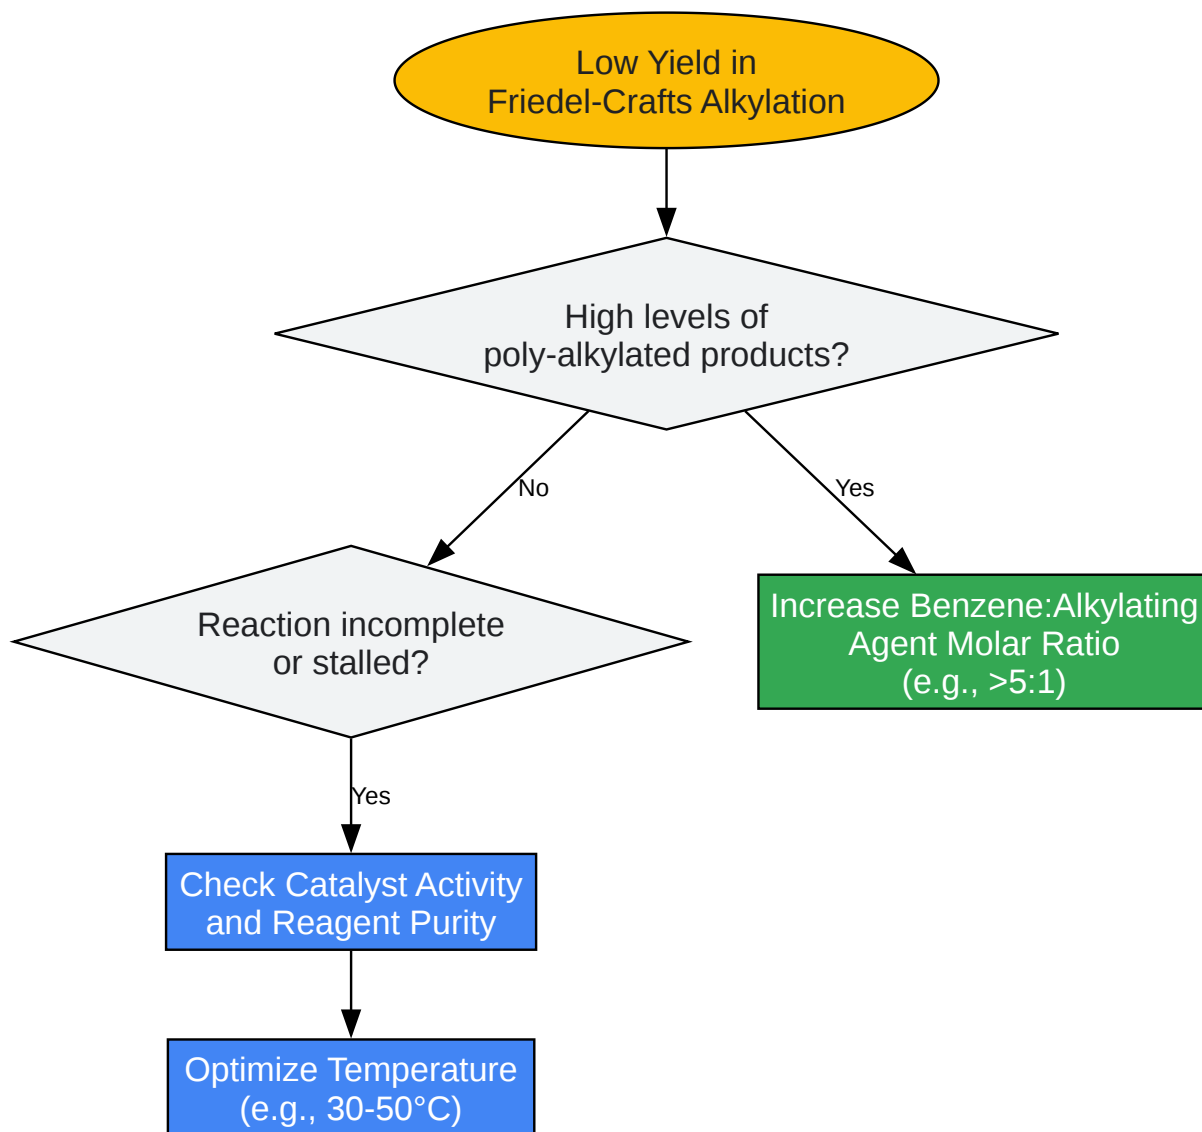 Low Yield in
Friedel-Crafts Alkylation
High levels of
poly-alkylated products?
No
Yes
Reaction incomplete
or stalled?
Increase Benzene:Alkylating
Agent Molar Ratio
(e.g., >5:1)
Yes
Check Catalyst Activity
and Reagent Purity
Optimize Temperature
(e.g., 30-50°C)